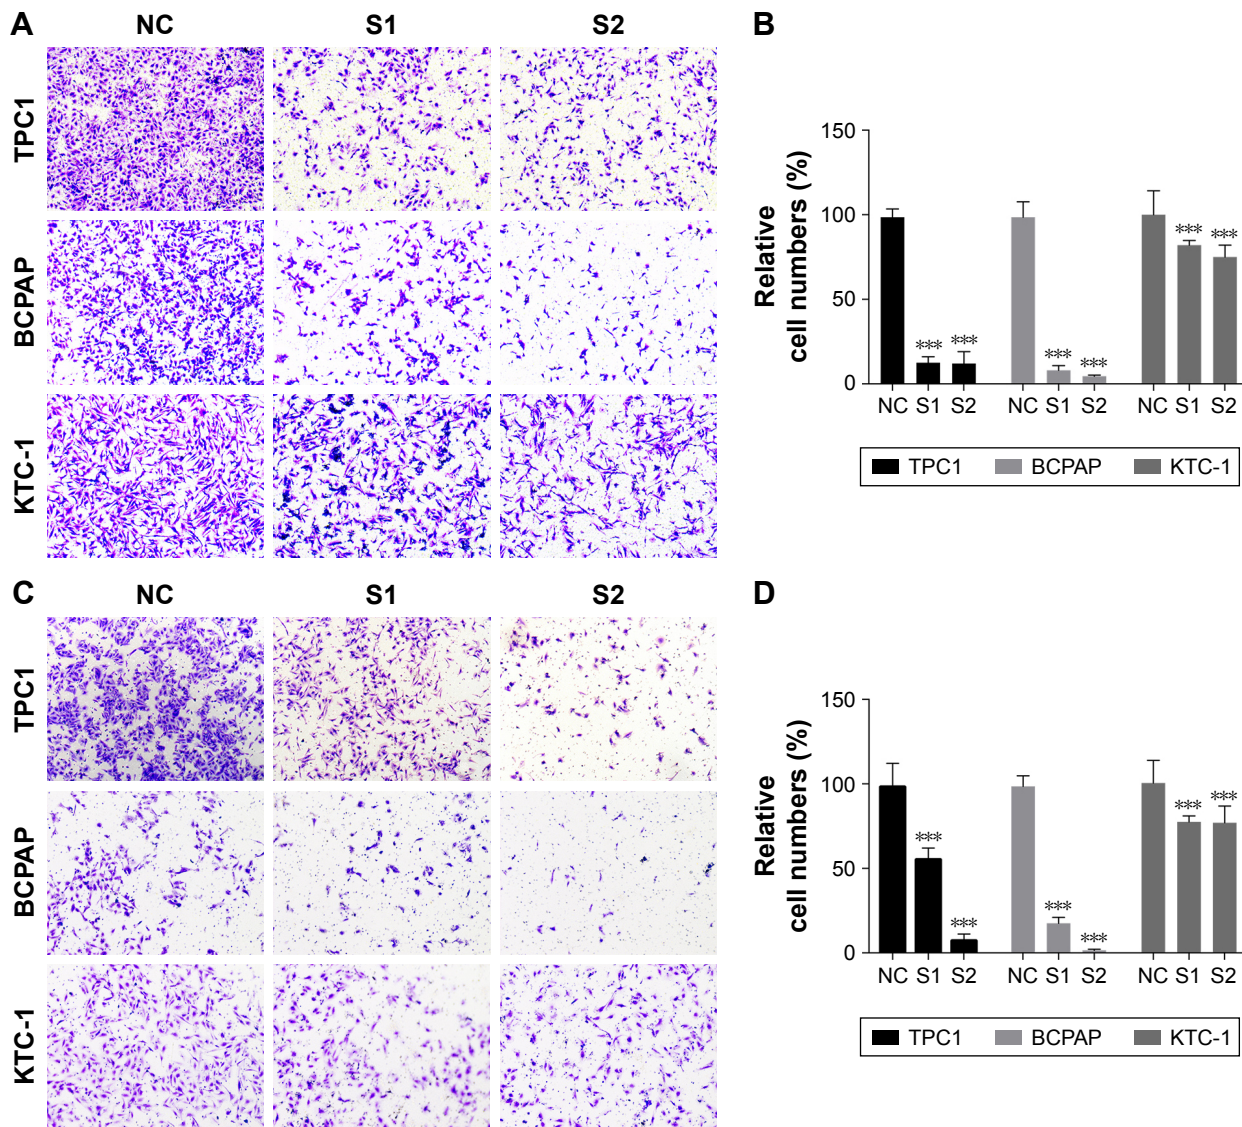 A
NC S1 S2
TPC1
BCPAP
KTC-1
B
Relative
cell numbers (%)
150
100
50
0
*** *** *** *** *** ***
NC S1 S2 NC S1 S2 NC S1 S2
TPC1 BCPAP KTC-1
C
NC S1 S2
TPC1
BCPAP
KTC-1
D
Relative
cell numbers (%)
150
100
50
0
*** *** *** *** *** ***
NC S1 S2 NC S1 S2 NC S1 S2
TPC1 BCPAP KTC-1